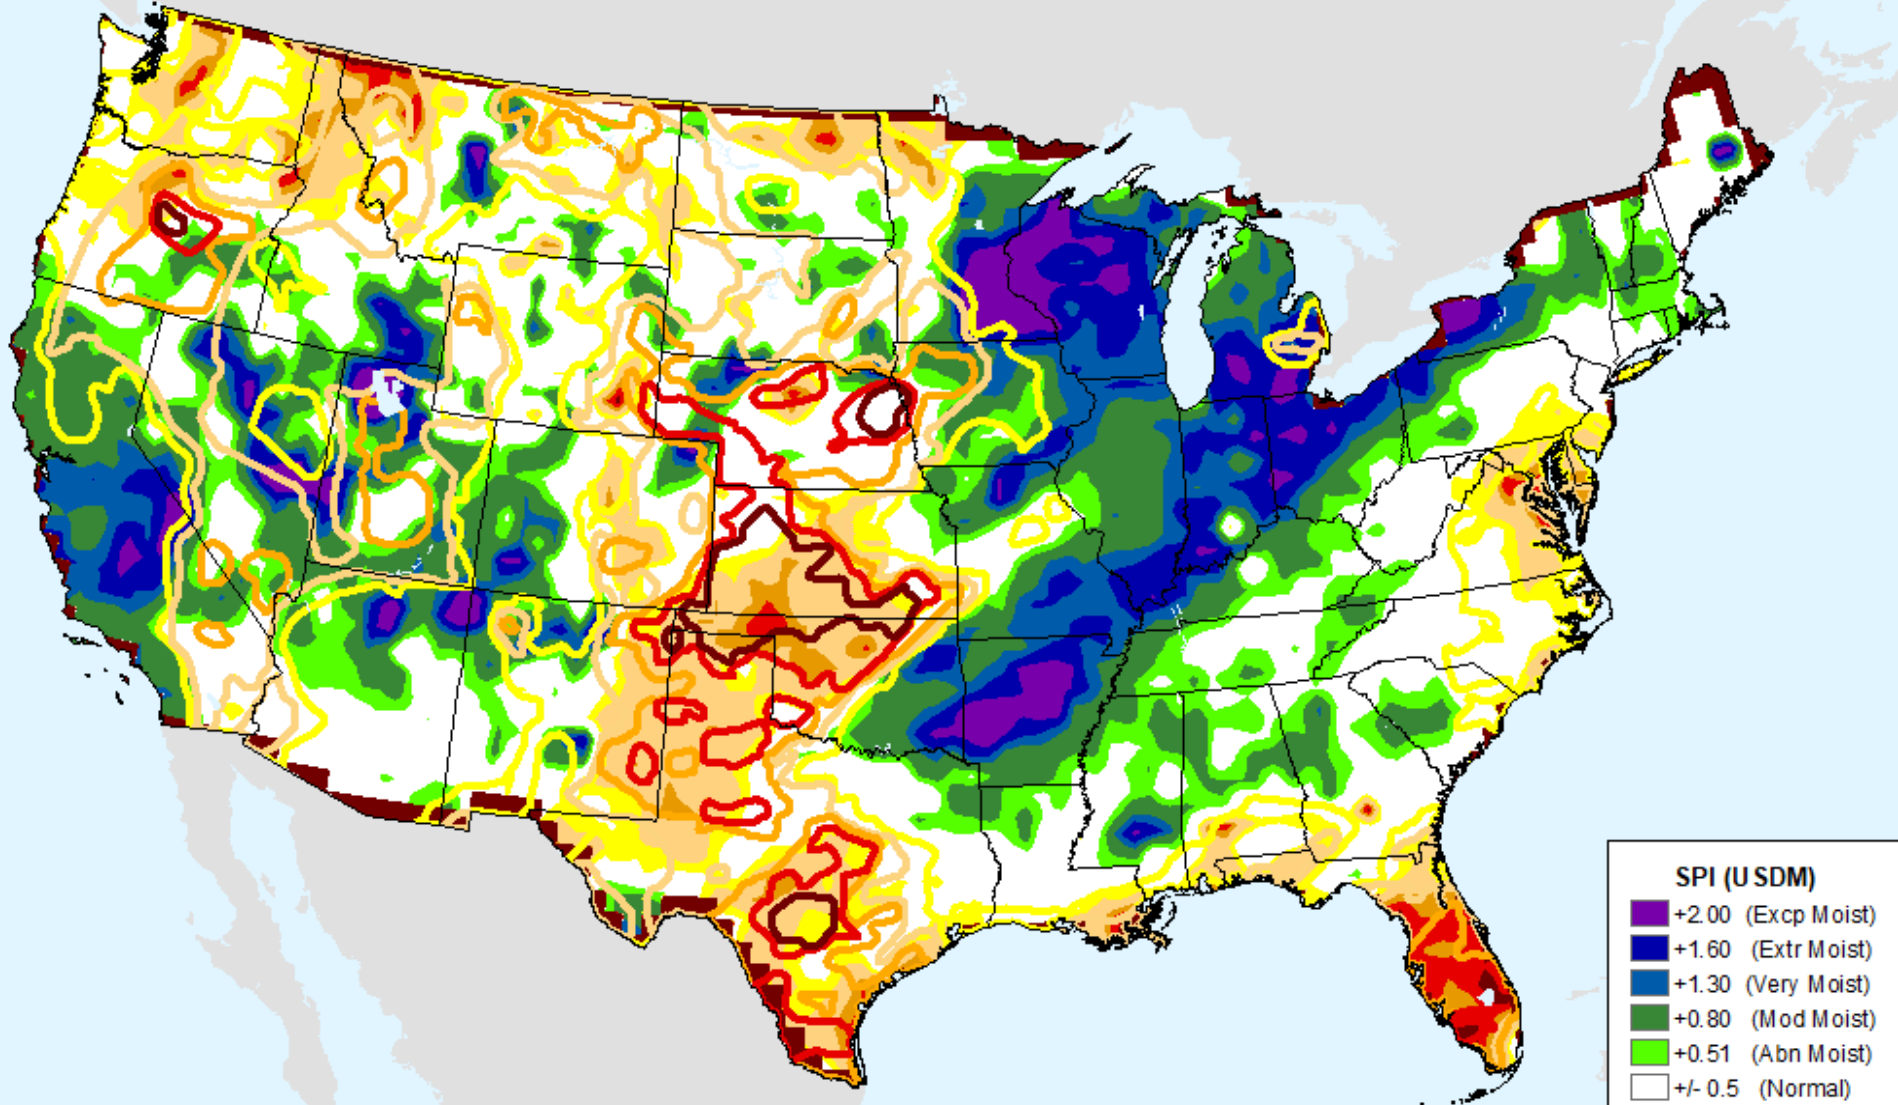 SPI (USDM)
+2.00 (Excp Moist)
+1.60 (Extr Moist)
+1.30 (Very Moist)
+0.80 (Mod Moist)
+0.51 (Abn Moist)
+/- 0.5 (Normal)